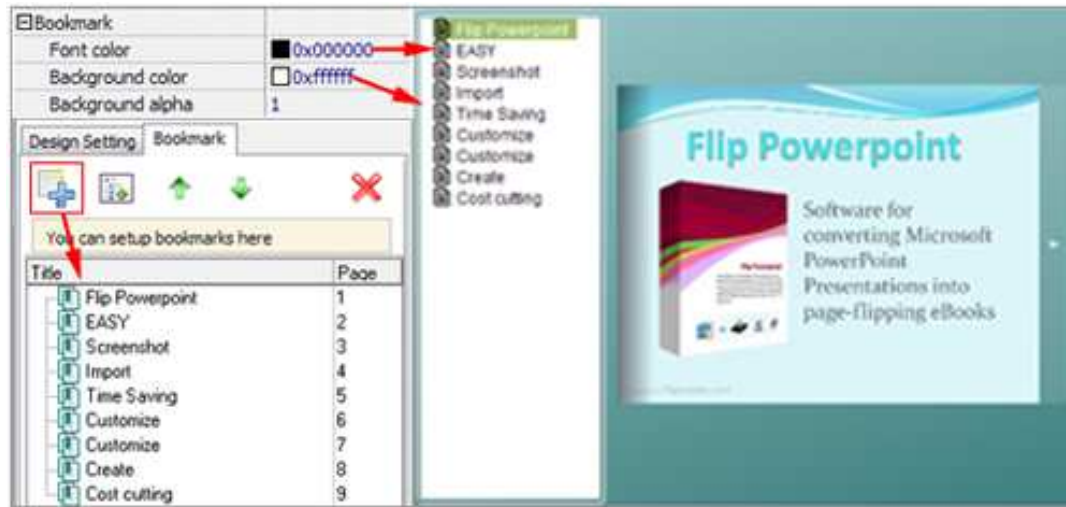 Bookmark
Font color 0x000000
Background color 0xffffff
Background alpha 1
Design Setting Bookmark
You can setup bookmarks here
Title Page
Flip Powerpoint 1
EASY 2
Screenshot 3
Import 4
Time Saving 5
Customize 6
Customize 7
Create 8
Cost cutting 9
Flip Powerpoint
EASY
Screenshot
Import
Time Saving
Customize
Customize
Create
Cost cutting
Flip Powerpoint
Software for
converting Microsoft
PowerPoint
Presentations into
page-flipping eBooks